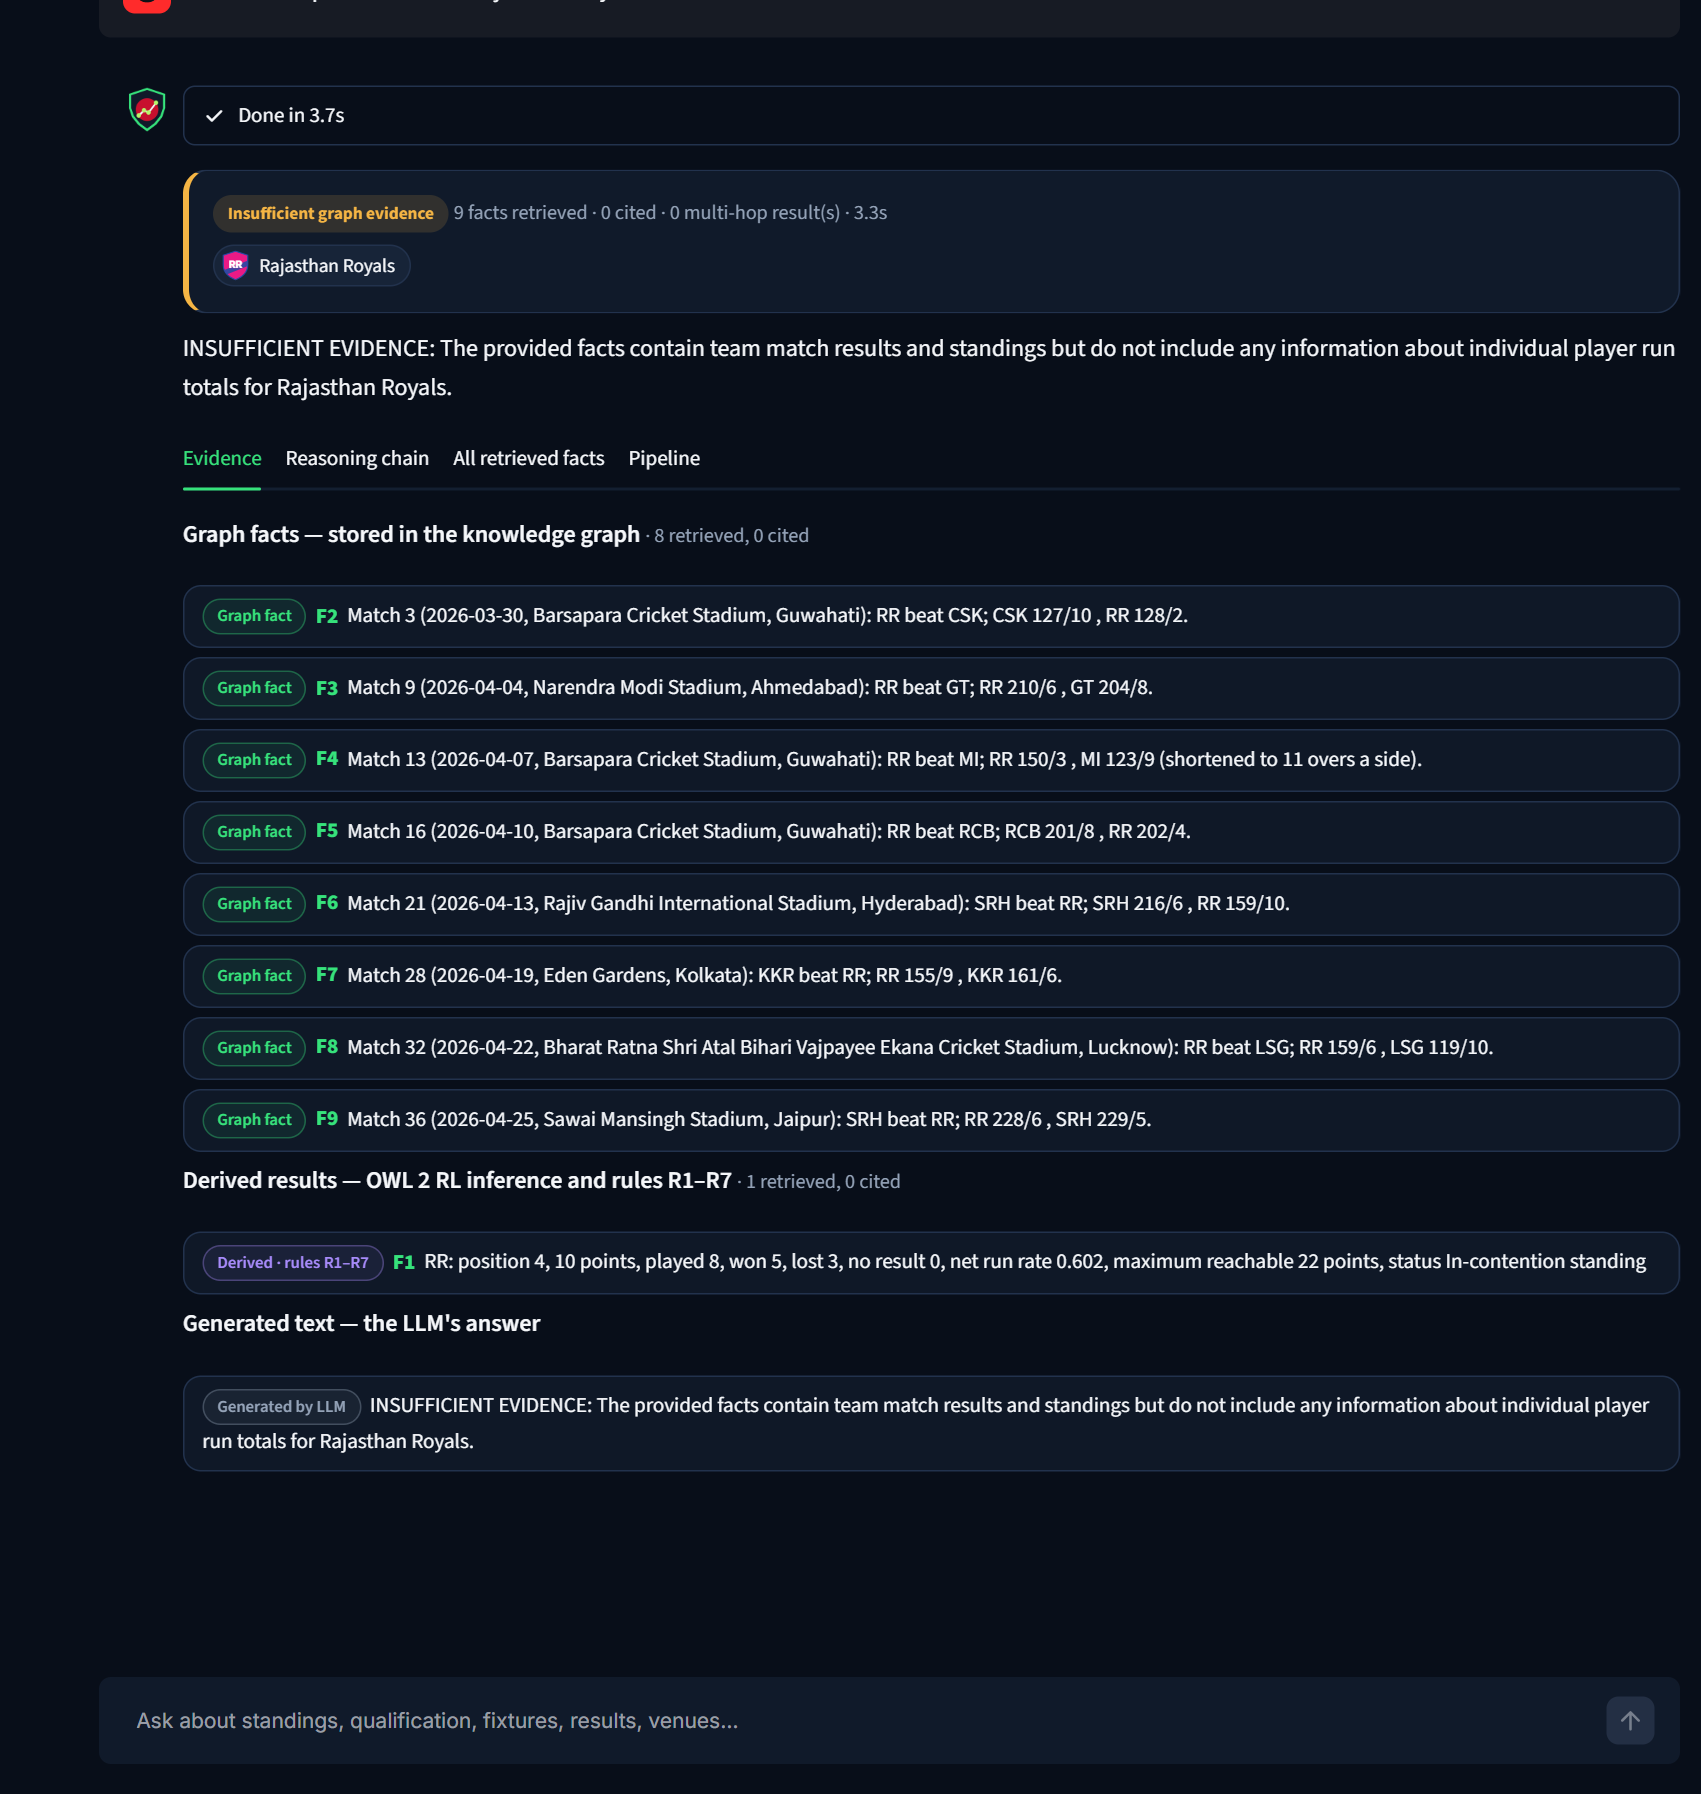 Done in 3.7s
Insufficient graph evidence 9 facts retrieved · 0 cited · 0 multi-hop result(s) · 3.3s
RR Rajasthan Royals
INSUFFICIENT EVIDENCE: The provided facts contain team match results and standings but do not include any information about individual player run
totals for Rajasthan Royals.
Evidence Reasoning chain All retrieved facts Pipeline
Graph facts — stored in the knowledge graph · 8 retrieved, 0 cited
Graph fact F2 Match 3 (2026-03-30, Barsapara Cricket Stadium, Guwahati): RR beat CSK; CSK 127/10 , RR 128/2.
Graph fact F3 Match 9 (2026-04-04, Narendra Modi Stadium, Ahmedabad): RR beat GT; RR 210/6 , GT 204/8.
Graph fact F4 Match 13 (2026-04-07, Barsapara Cricket Stadium, Guwahati): RR beat MI; RR 150/3 , MI 123/9 (shortened to 11 overs a side).
Graph fact F5 Match 16 (2026-04-10, Barsapara Cricket Stadium, Guwahati): RR beat RCB; RCB 201/8 , RR 202/4.
Graph fact F6 Match 21 (2026-04-13, Rajiv Gandhi International Stadium, Hyderabad): SRH beat RR; SRH 216/6 , RR 159/10.
Graph fact F7 Match 28 (2026-04-19, Eden Gardens, Kolkata): KKR beat RR; RR 155/9 , KKR 161/6.
Graph fact F8 Match 32 (2026-04-22, Bharat Ratna Shri Atal Bihari Vajpayee Ekana Cricket Stadium, Lucknow): RR beat LSG; RR 159/6 , LSG 119/10.
Graph fact F9 Match 36 (2026-04-25, Sawai Mansingh Stadium, Jaipur): SRH beat RR; RR 228/6 , SRH 229/5.
Derived results — OWL 2 RL inference and rules R1–R7 · 1 retrieved, 0 cited
Derived · rules R1–R7 F1 RR: position 4, 10 points, played 8, won 5, lost 3, no result 0, net run rate 0.602, maximum reachable 22 points, status In-contention standing
Generated text — the LLM's answer
Generated by LLM INSUFFICIENT EVIDENCE: The provided facts contain team match results and standings but do not include any information about individual player
run totals for Rajasthan Royals.
Ask about standings, qualification, fixtures, results, venues...